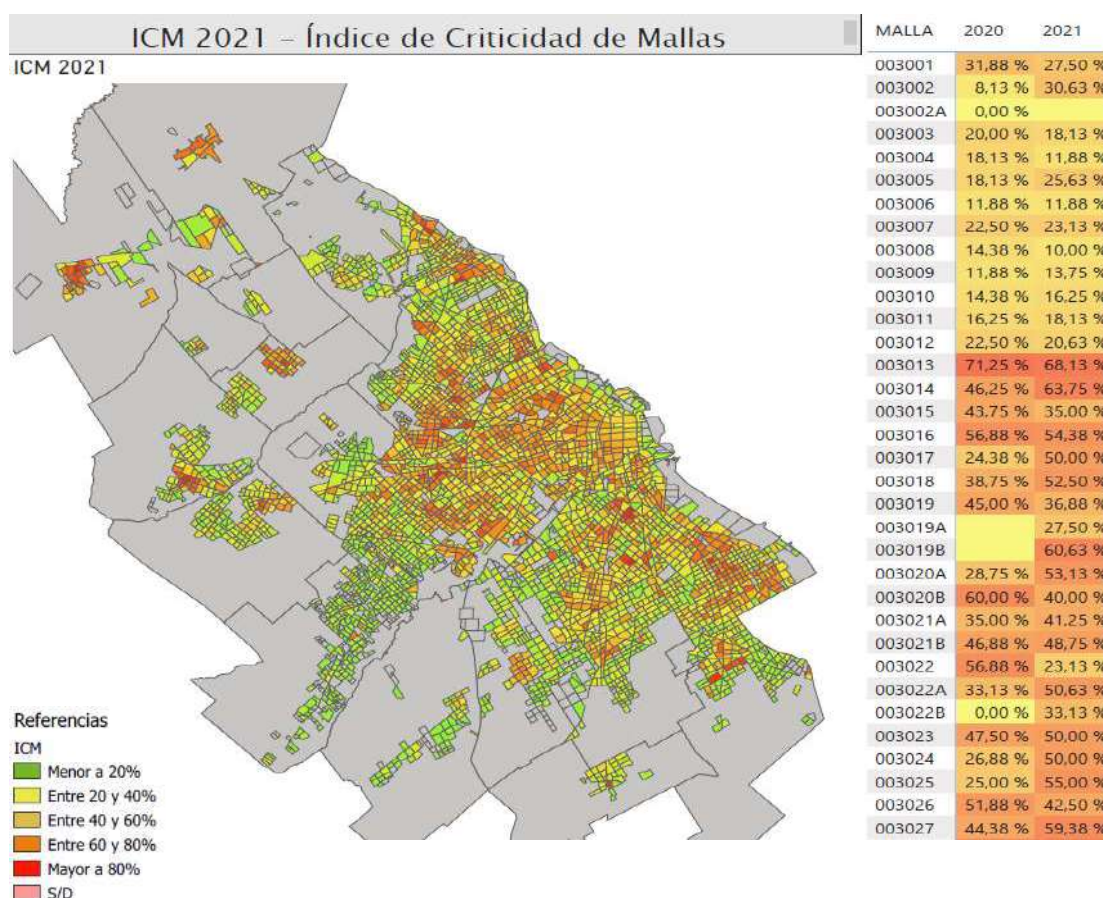 ICM 2021 – Índice de Criticidad de Mallas
ICM 2021
Referencias
ICM
Menor a 20%
Entre 20 y 40%
Entre 40 y 60%
Entre 60 y 80%
Mayor a 80%
S/D
MALLA 2020 2021
003001 31,88 % 27,50 %
003002 8,13 % 30,63 %
003002A 0,00 %
003003 20,00 % 18,13 %
003004 18,13 % 11,88 %
003005 18,13 % 25,63 %
003006 11,88 % 11,88 %
003007 22,50 % 23,13 %
003008 14,38 % 10,00 %
003009 11,88 % 13,75 %
003010 14,38 % 16,25 %
003011 16,25 % 18,13 %
003012 22,50 % 20,63 %
003013 71,25 % 68,13 %
003014 46,25 % 63,75 %
003015 43,75 % 35,00 %
003016 56,88 % 54,38 %
003017 24,38 % 50,00 %
003018 38,75 % 52,50 %
003019 45,00 % 36,88 %
003019A 27,50 %
003019B 60,63 %
003020A 28,75 % 53,13 %
003020B 60,00 % 40,00 %
003021A 35,00 % 41,25 %
003021B 46,88 % 48,75 %
003022 56,88 % 23,13 %
003022A 33,13 % 50,63 %
003022B 0,00 % 33,13 %
003023 47,50 % 50,00 %
003024 26,88 % 50,00 %
003025 25,00 % 55,00 %
003026 51,88 % 42,50 %
003027 44,38 % 59,38 %